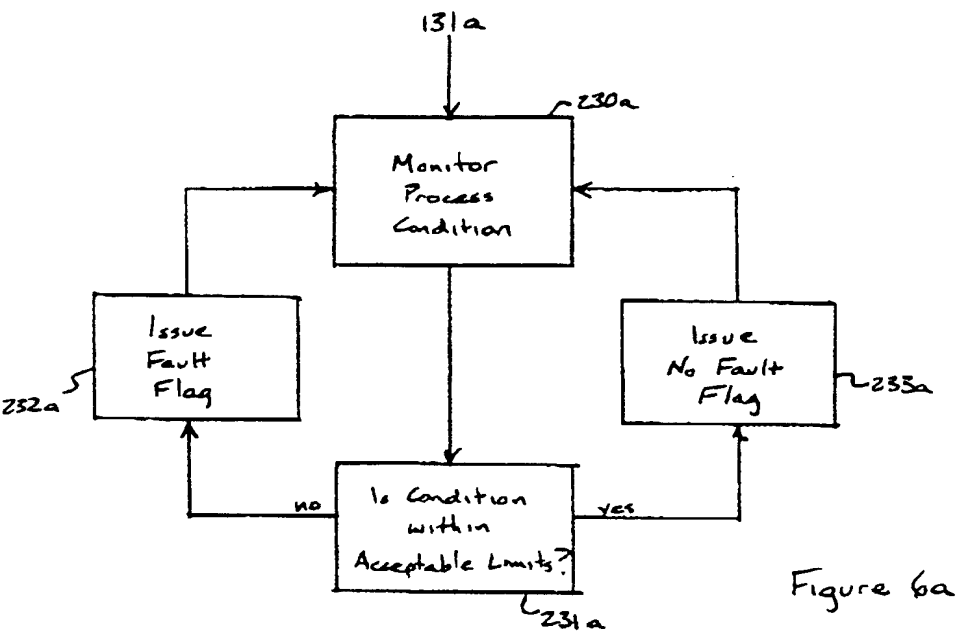 131a
230a
Monitor
Process
Condition
Issue
Fault
Flag
232a
Issue
No Fault
Flag
233a
no
Is Condition
within
Acceptable Limits?
yes
231a
Figure 6a